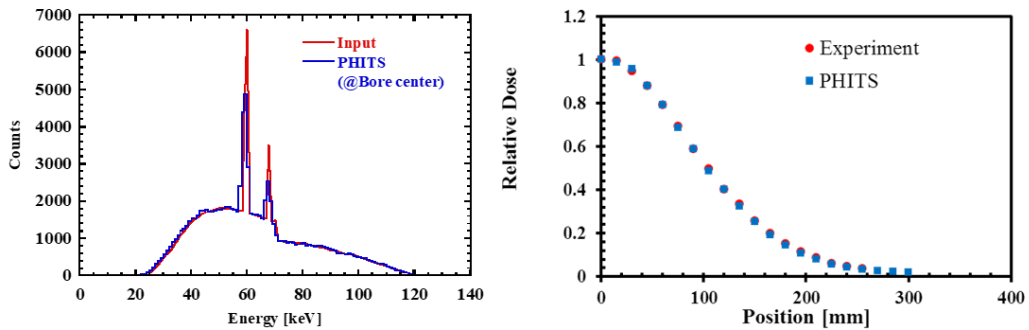 7000
6000
5000
4000
3000
2000
1000
0
Counts
Input
PHITS
(@Bore center)
0 20 40 60 80 100 120 140
Energy [keV]
1.2
1
0.8
0.6
0.4
0.2
0
Relative Dose
Experiment
PHITS
0 100 200 300 400
Position [mm]